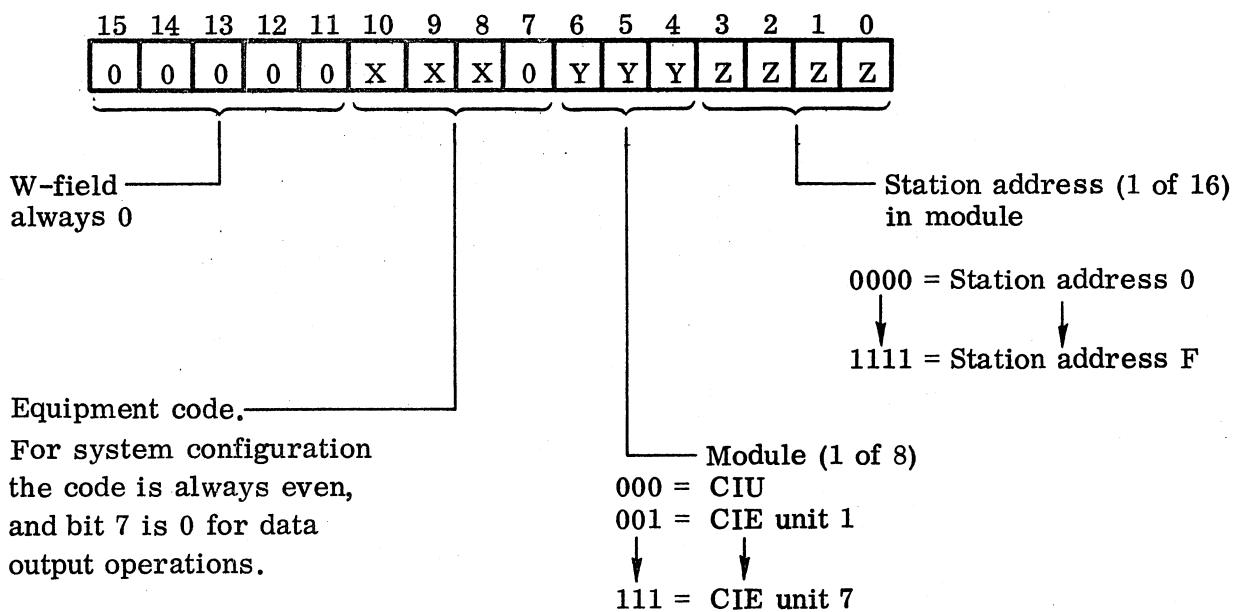 15 14 13 12 11 10 9 8 7 6 5 4 3 2 1 0
0 0 0 0 0 X X X 0 Y Y Y Z Z Z Z
W-field
always 0
Station address (1 of 16)
in module
0000 = Station address 0
1111 = Station address F
Equipment code.
For system configuration
the code is always even,
and bit 7 is 0 for data
output operations.
Module (1 of 8)
000 = CIU
001 = CIE unit 1
111 = CIE unit 7